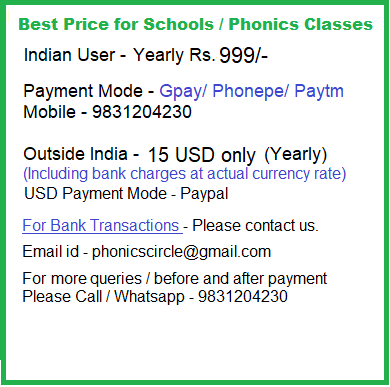 Best Price for Schools / Phonics Classes
Indian User - Yearly Rs. 999/-
Payment Mode - Gpay/ Phonepe/ Paytm
Mobile - 9831204230
Outside India - 15 USD only (Yearly)
(Including bank charges at actual currency rate)
USD Payment Mode - Paypal
For Bank Transactions - Please contact us.
Email id - phonicscircle@gmail.com
For more queries / before and after payment
Please Call / Whatsapp - 9831204230